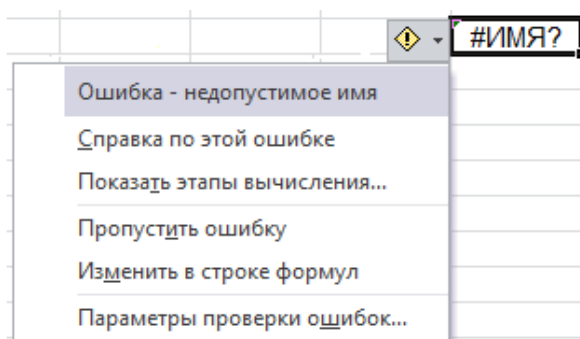 #ИМЯ?
Ошибка - недопустимое имя
Справка по этой ошибке
Показать этапы вычисления...
Пропустить ошибку
Изменить в строке формул
Параметры проверки ошибок...